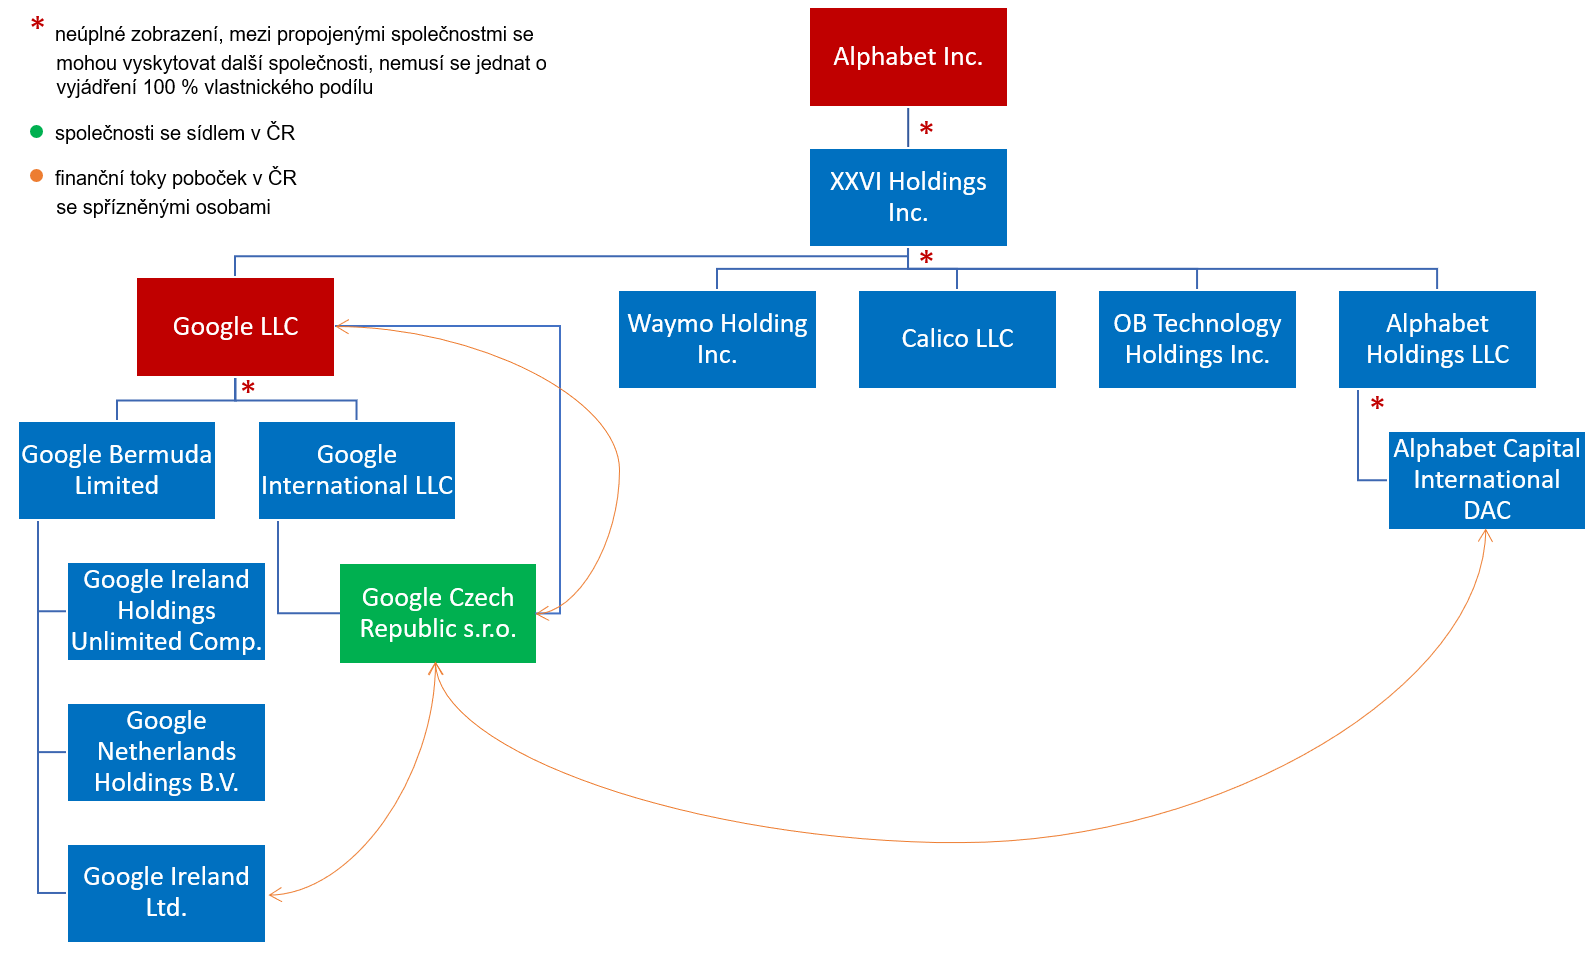 * neúplné zobrazení, mezi propojenými společnostmi se
mohou vyskytovat další společnosti, nemusí se jednat o
vyjádření 100 % vlastnického podílu
společnosti se sídlem v ČR
finanční toky poboček v ČR
se spřízněnými osobami
Alphabet Inc.
*
XXVI Holdings
Inc.
*
Google LLC
*
Waymo Holding
Inc.
Calico LLC
OB Technology
Holdings Inc.
Alphabet
Holdings LLC
*
Google Bermuda
Limited
Google
International LLC
Alphabet Capital
International
DAC
Google Ireland
Holdings
Unlimited Comp.
Google Czech
Republic s.r.o.
Google
Netherlands
Holdings B.V.
Google Ireland
Ltd.